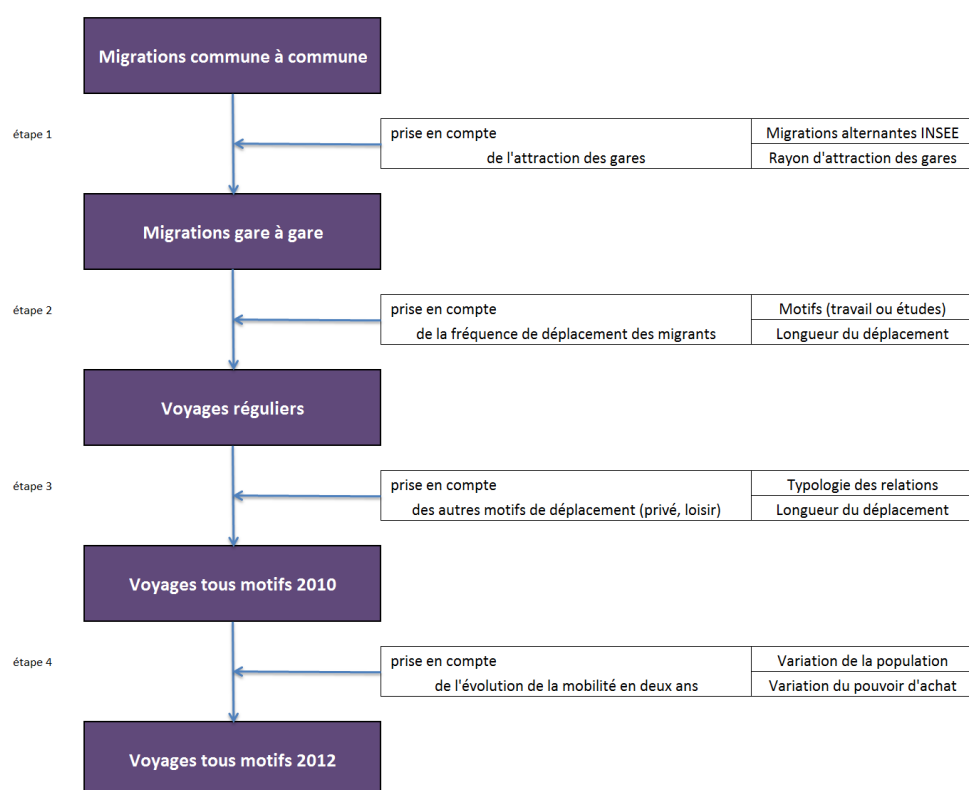 Migrations commune à commune
étape 1
prise en compte
Migrations alternantes INSEE
de l'attraction des gares
Rayon d'attraction des gares
Migrations gare à gare
étape 2
prise en compte
Motifs (travail ou études)
de la fréquence de déplacement des migrants
Longueur du déplacement
Voyages réguliers
étape 3
prise en compte
Typologie des relations
des autres motifs de déplacement (privé, loisir)
Longueur du déplacement
Voyages tous motifs 2010
étape 4
prise en compte
Variation de la population
de l'évolution de la mobilité en deux ans
Variation du pouvoir d'achat
Voyages tous motifs 2012